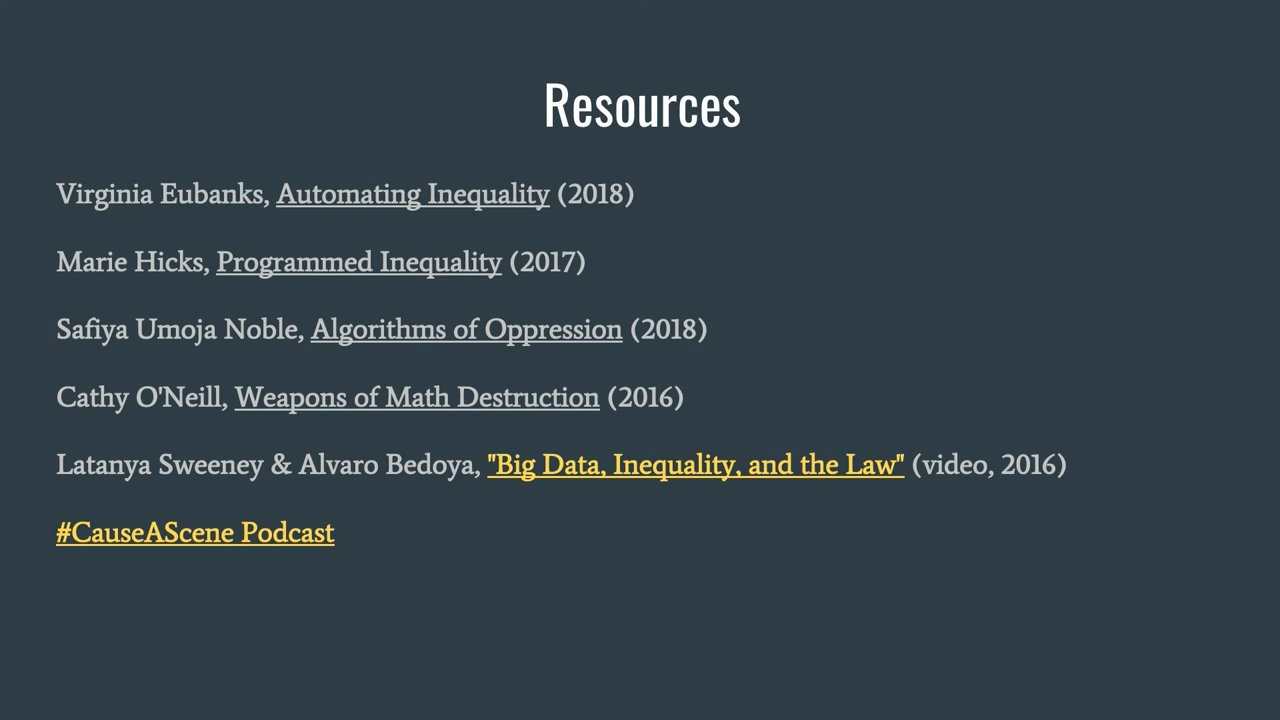 Resources
Virginia Eubanks, Automating Inequality (2018)
Marie Hicks, Programmed Inequality (2017)
Safiya Umoja Noble, Algorithms of Oppression (2018)
Cathy O'Neill, Weapons of Math Destruction (2016)
Latanya Sweeney & Alvaro Bedoya, "Big Data, Inequality, and the Law" (video, 2016)
#CauseAScene Podcast